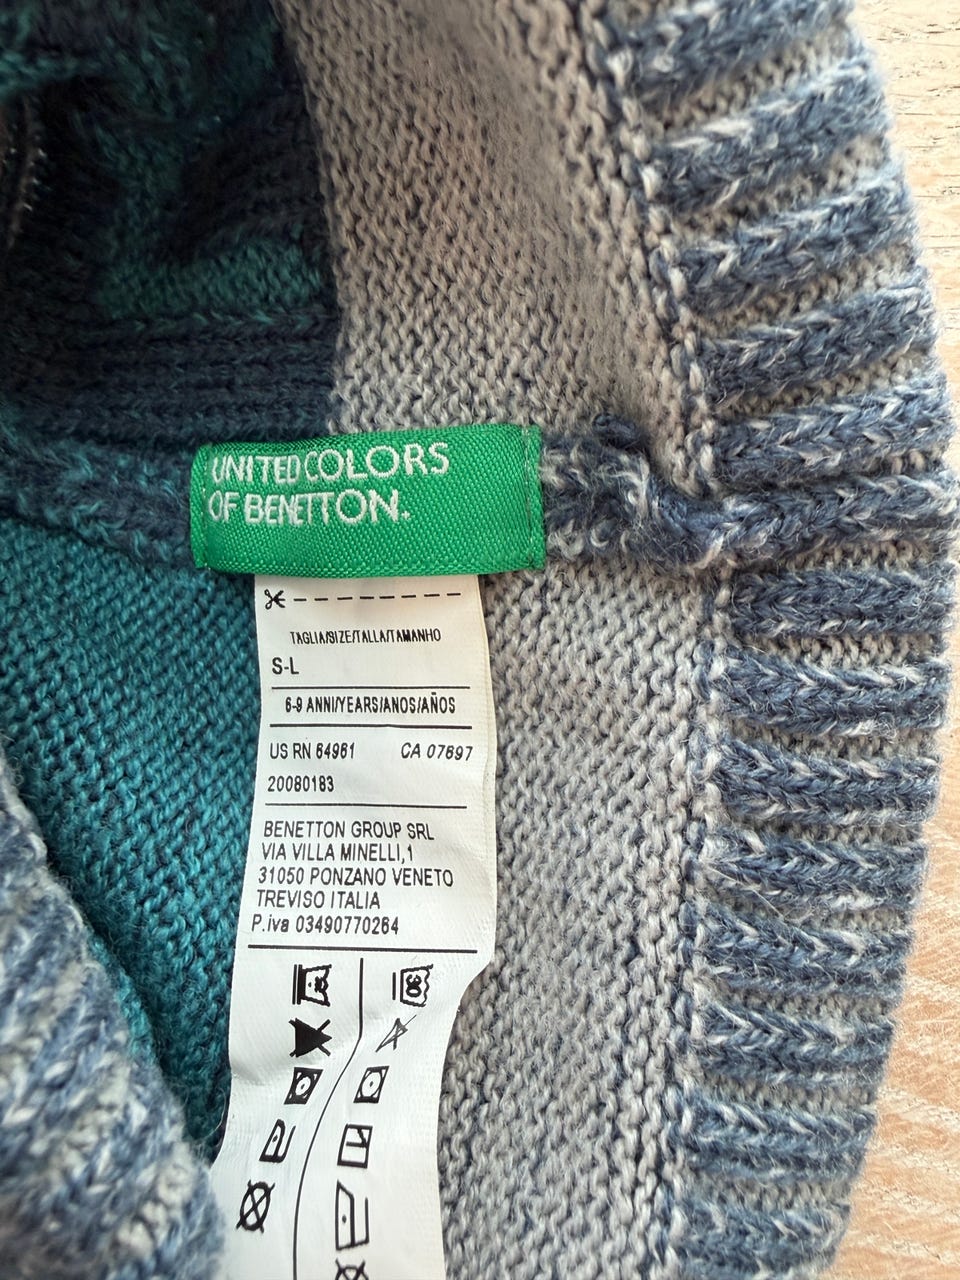 UNITED COLORS
OF BENETTON.
TAGLIA/SIZE/TALLA/TAMANHO
S-L
6-9 ANNI/YEARS/ANOS/AÑOS
US RN 64961 CA 07697
20080183
BENETTON GROUP SRL
VIA VILLA MINELLI,1
31050 PONZANO VENETO
TREVISO ITALIA
P.iva 03490770264